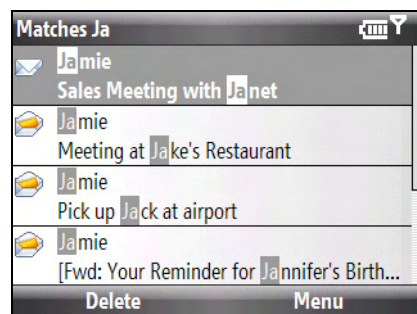 Matches Ja
Jamie
Sales Meeting with Janet
Jamie
Meeting at Jake's Restaurant
Jamie
Pick up Jack at airport
Jamie
[Fwd: Your Reminder for Jannifer's Birth...
Delete Menu